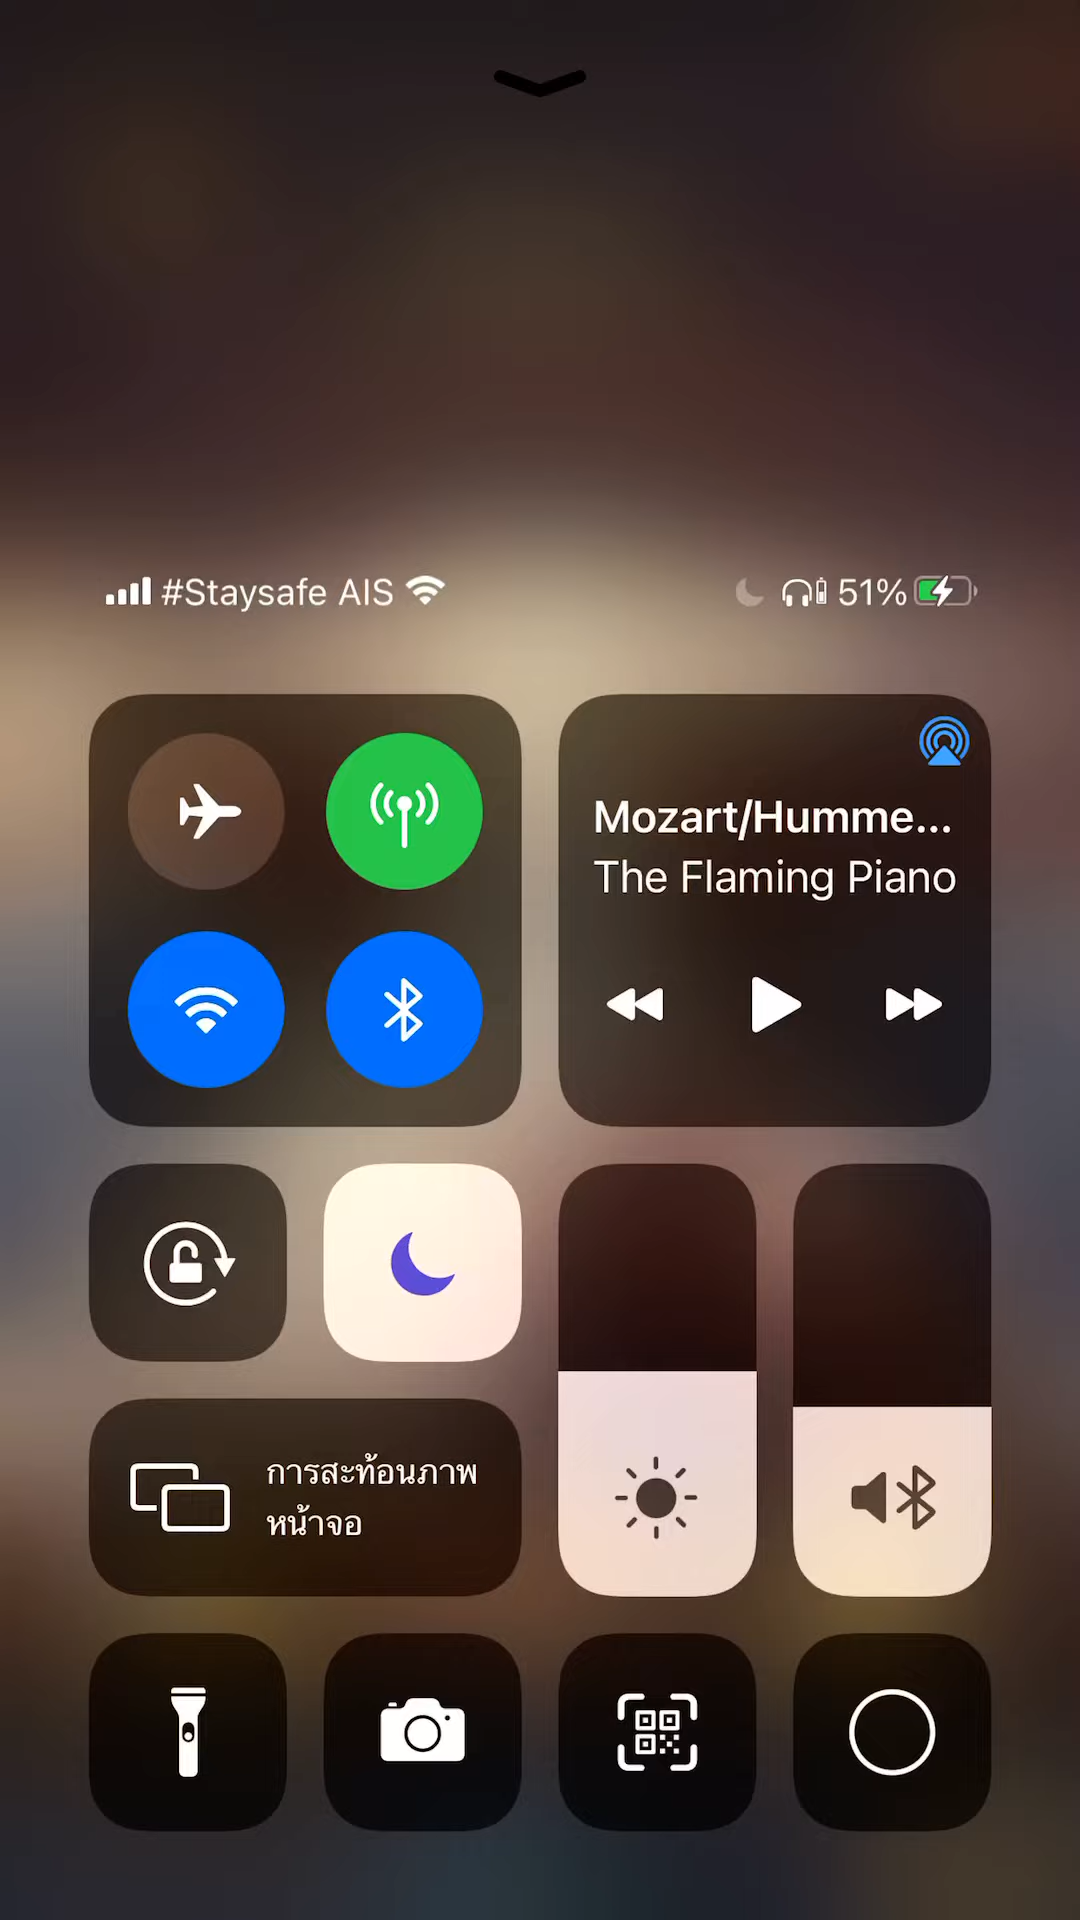 #Staysafe AIS
51%
Mozart/Humme...
The Flaming Piano
การสะท้อนภาพ
หน้าจอ